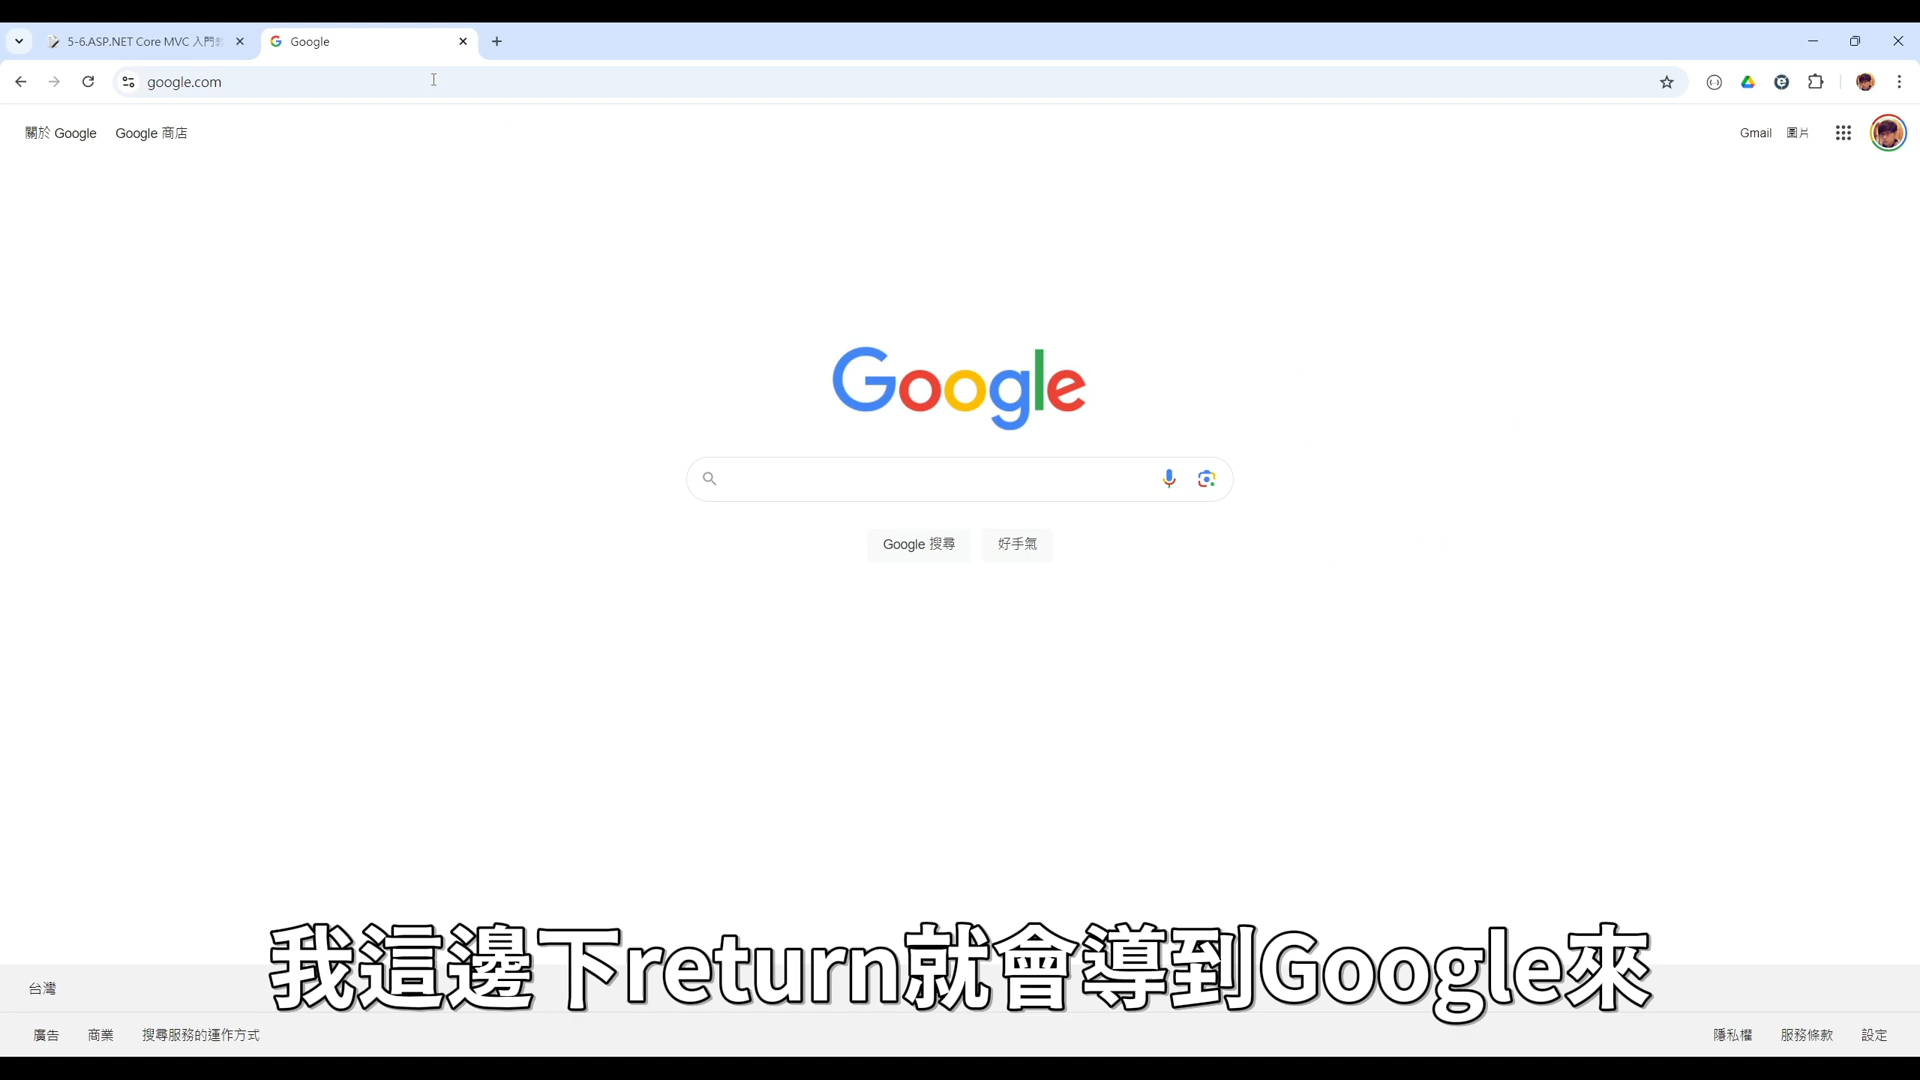 5-6.ASP.NET Core MVC 入門
Google
google.com
關於 Google
Google 商店
Gmail
圖片
Google
Google 搜尋
好手氣
我這邊下return就會導到Google來
台灣
廣告
商業
搜尋服務的運作方式
隱私權
服務條款
設定